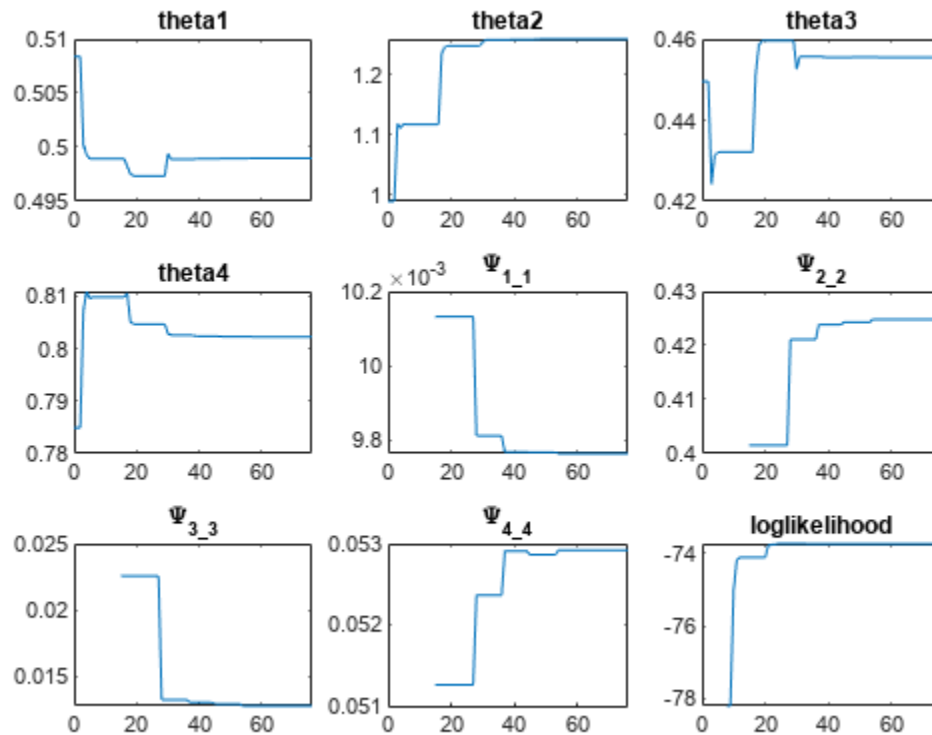 theta1
theta2
theta3
0.51
0.505
0.5
0.495
0 20 40 60
1.2
1.1
1
0 20 40 60
0.46
0.44
0.42
0 20 40 60
theta4
× 10⁻³
Ψ1_1
Ψ2_2
0.81
0.8
0.79
0.78
0 20 40 60
10.2
10
9.8
0 20 40 60
0.43
0.42
0.41
0.4
0 20 40 60
Ψ3_3
Ψ4_4
loglikelihood
0.025
0.02
0.015
0 20 40 60
0.053
0.052
0.051
0 20 40 60
-74
-76
-78
0 20 40 60